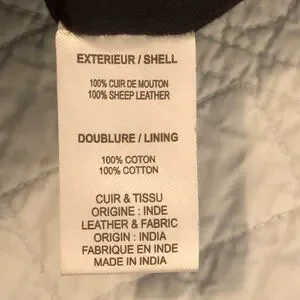 EXTERIEUR / SHELL
100% CUIR DE MOUTON
100% SHEEP LEATHER
DOUBLURE / LINING
100% COTON
100% COTTON
CUIR & TISSU
ORIGINE : INDE
LEATHER & FABRIC
ORIGIN : INDIA
FABRIQUE EN INDE
MADE IN INDIA